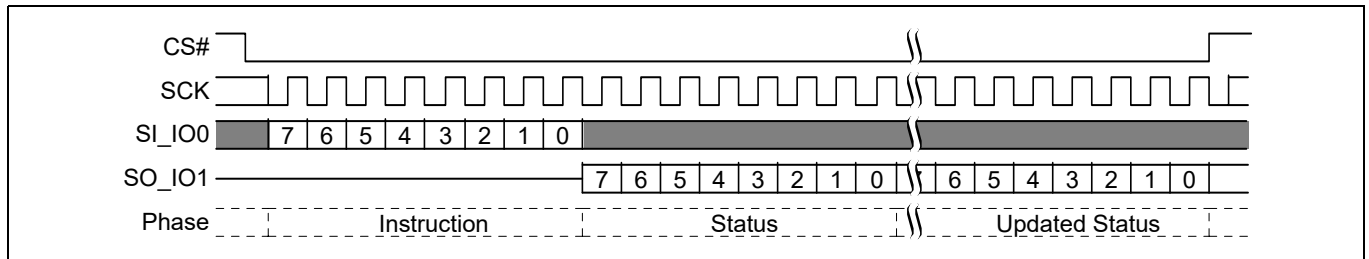 CS#
SCK
SI_IO0 7 6 5 4 3 2 1 0
SO_IO1 7 6 5 4 3 2 1 0 6 5 4 3 2 1 0
Phase Instruction Status Updated Status